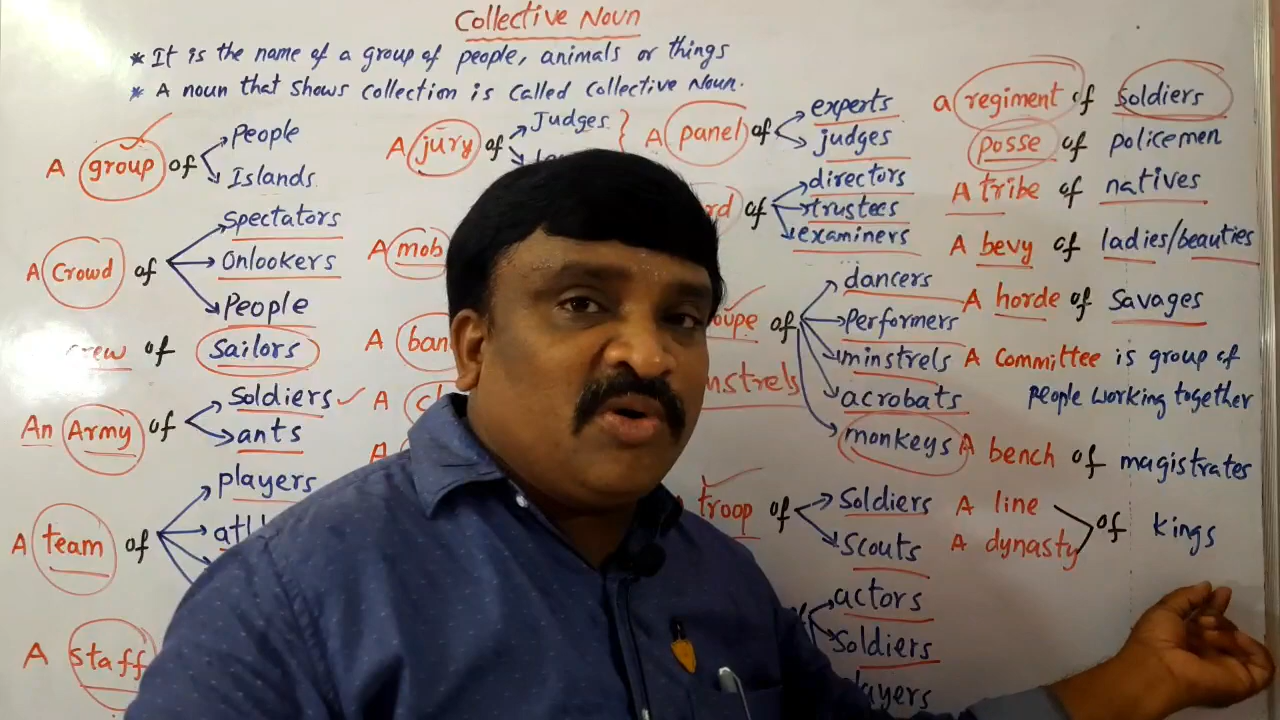 Collective Noun
* It is the name of a group of people, animals or things
* A noun that shows collection is called Collective Noun.
A group of
People
Islands
A crowd of
Spectators
Onlookers
People
crew of Sailors
An Army of
Soldiers
ants
A team of
players
A staff
A jury of
Judges
A mob
A
A
A
A panel of
experts
judges
of
directors
trustees
examiners
of
dancers
Performers
minstrels
acrobats
monkeys
troop of
Soldiers
Scouts
actors
Soldiers
a regiment of Soldiers
posse of policemen
A tribe of natives
A bevy of ladies/beauties
A horde of Savages
A Committee is group of
people working together
A bench of magistrates
A line
A dynasty
of kings